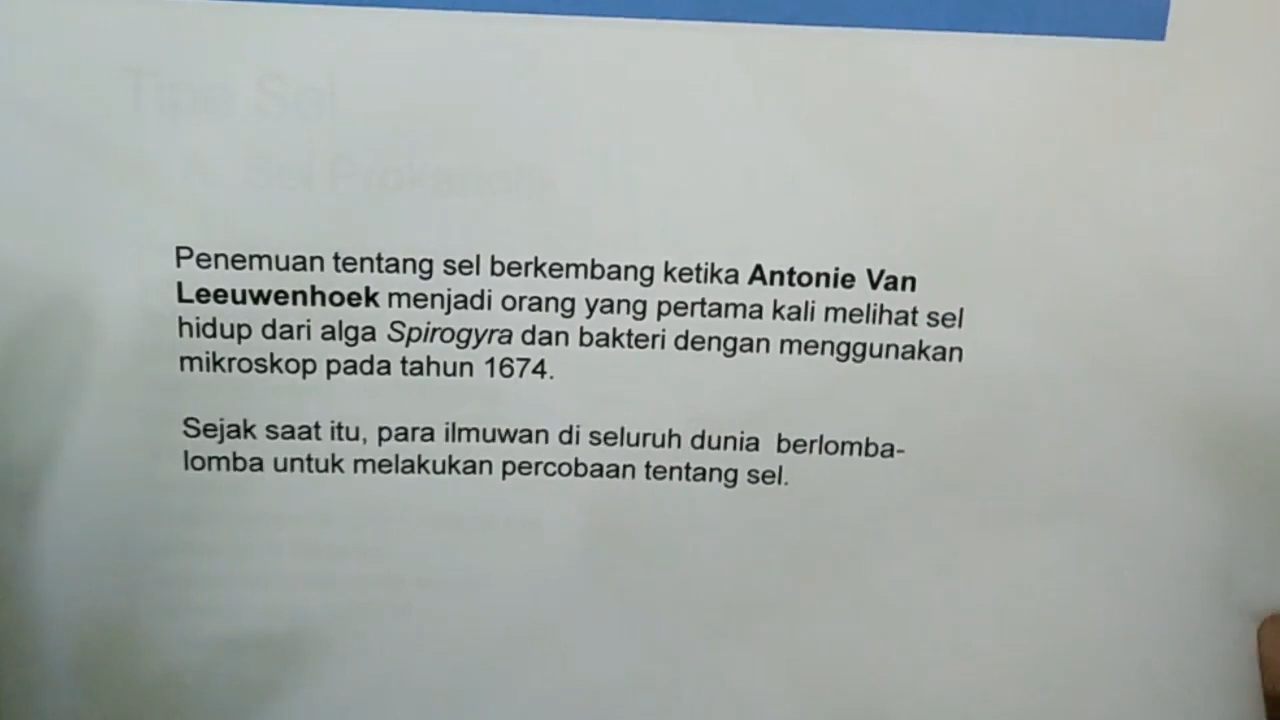 Tipe Sel
Penemuan tentang sel berkembang ketika Antonie Van
Leeuwenhoek menjadi orang yang pertama kali melihat sel
hidup dari alga Spirogyra dan bakteri dengan menggunakan
mikroskop pada tahun 1674.
Sejak saat itu, para ilmuwan di seluruh dunia berlomba-
lomba untuk melakukan percobaan tentang sel.